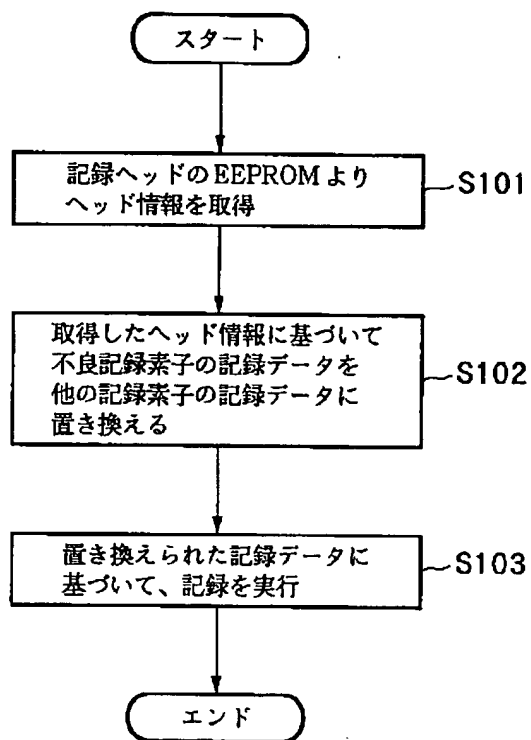 スタート
記録ヘッドのEEPROMより
ヘッド情報を取得
S101
取得したヘッド情報に基づいて
不良記録素子の記録データを
他の記録素子の記録データに
置き換える
S102
置き換えられた記録データに
基づいて、記録を実行
S103
エンド